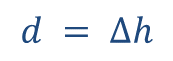 d = Δh